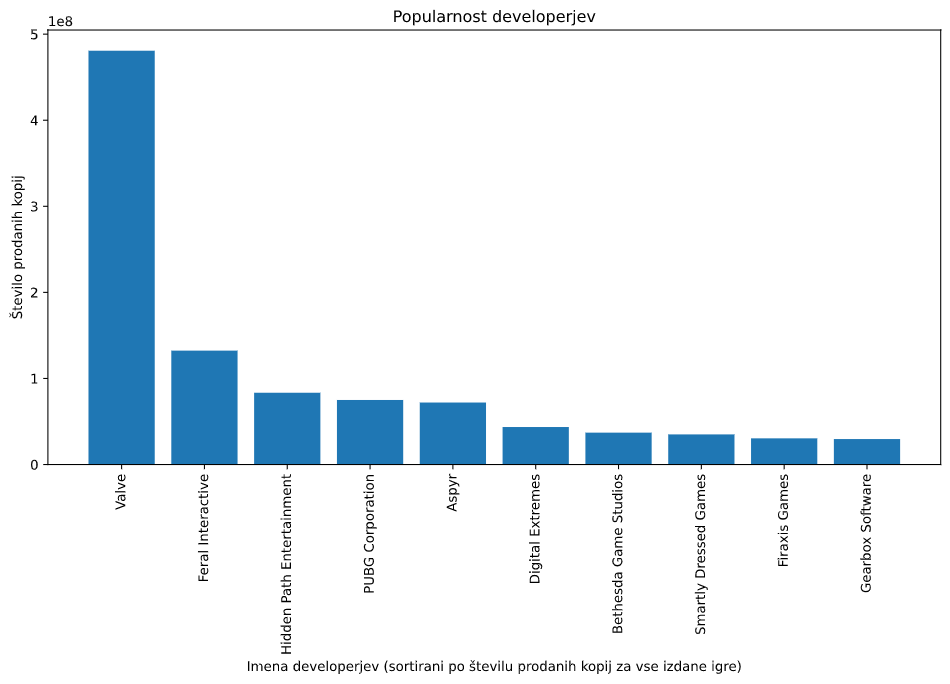 Popularnost developerjev
1e8
5
4
3
2
1
0
Število prodanih kopij
Valve
Feral Interactive
Hidden Path Entertainment
PUBG Corporation
Aspyr
Digital Extremes
Bethesda Game Studios
Smartly Dressed Games
Firaxis Games
Gearbox Software
Imena developerjev (sortirani po številu prodanih kopij za vse izdane igre)